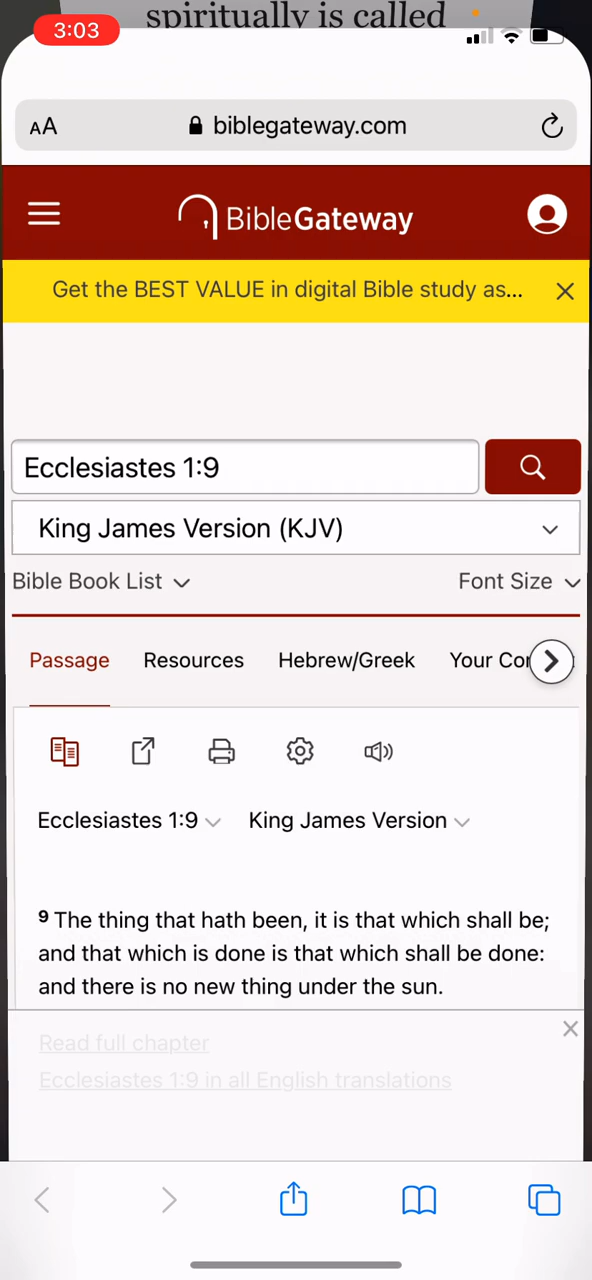 spiritually is called
3:03
AA biblegateway.com
BibleGateway
Get the BEST VALUE in digital Bible study as...
Ecclesiastes 1:9
King James Version (KJV)
Bible Book List Font Size
Passage Resources Hebrew/Greek Your Con
Ecclesiastes 1:9 King James Version
9 The thing that hath been, it is that which shall be;
and that which is done is that which shall be done:
and there is no new thing under the sun.
Read full chapter
Ecclesiastes 1:9 in all English translations